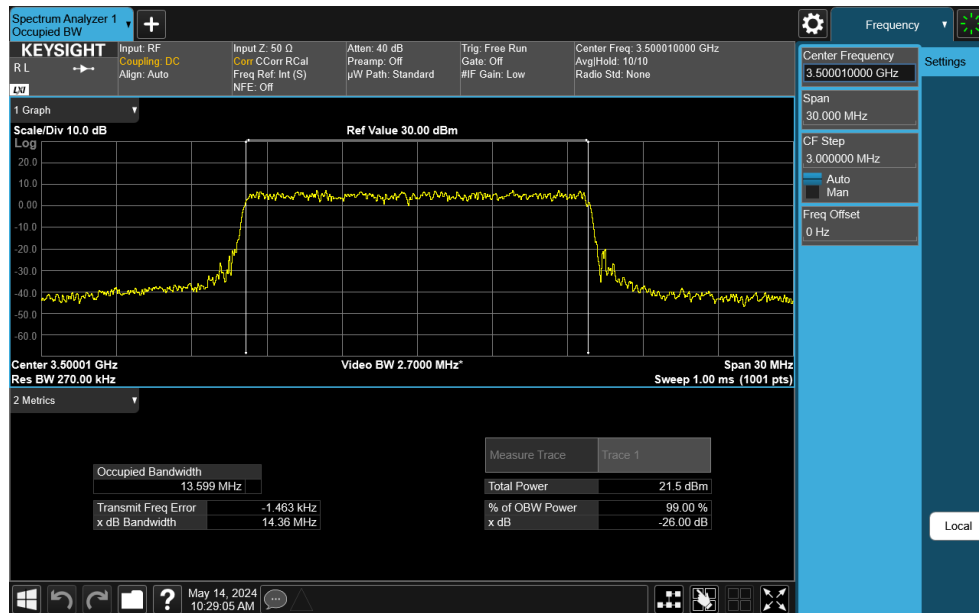 Spectrum Analyzer 1
Occupied BW
Frequency
KEYSIGHT
R L
LXI
Input: RF
Coupling: DC
Align: Auto
Input Z: 50 Ω
Corr CCorr RCal
Freq Ref: Int (S)
NFE: Off
Atten: 40 dB
Preamp: Off
µW Path: Standard
Trig: Free Run
Gate: Off
#IF Gain: Low
Center Freq: 3.500010000 GHz
Avg|Hold: 10/10
Radio Std: None
Center Frequency
3.500010000 GHz
Settings
Span
30.000 MHz
CF Step
3.000000 MHz
Auto
Man
Freq Offset
0 Hz
Local
1 Graph
Scale/Div 10.0 dB
Ref Value 30.00 dBm
Log
20.0
10.0
0.00
-10.0
-20.0
-30.0
-40.0
-50.0
-60.0
Center 3.50001 GHz
Video BW 2.7000 MHz*
Span 30 MHz
Res BW 270.00 kHz
Sweep 1.00 ms (1001 pts)
2 Metrics
Measure Trace
Trace 1
Occupied Bandwidth
13.599 MHz
Total Power
21.5 dBm
Transmit Freq Error
-1.463 kHz
% of OBW Power
99.00 %
x dB Bandwidth
14.36 MHz
x dB
-26.00 dB
?
May 14, 2024
10:29:05 AM